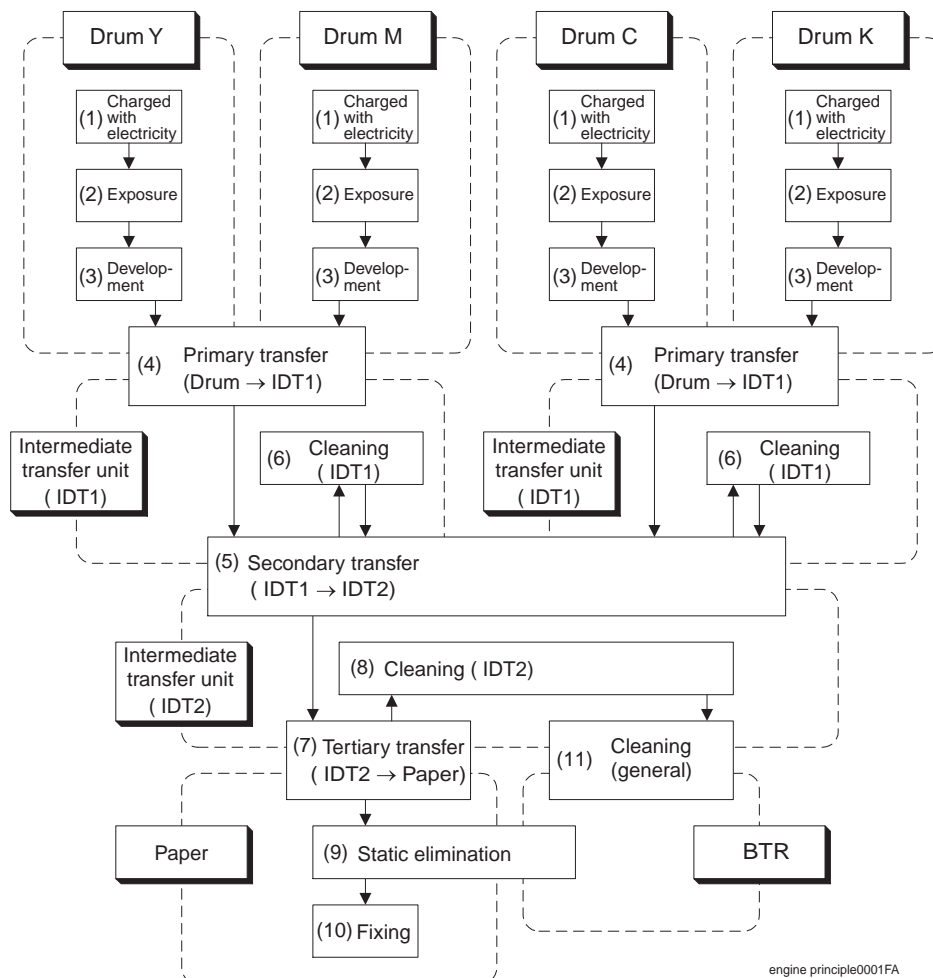 Drum Y
Drum M
Drum C
Drum K
(1) Charged
with
electricity
(1) Charged
with
electricity
(1) Charged
with
electricity
(1) Charged
with
electricity
(2) Exposure
(2) Exposure
(2) Exposure
(2) Exposure
(3) Develop-
ment
(3) Develop-
ment
(3) Develop-
ment
(3) Develop-
ment
(4) Primary transfer
(Drum → IDT1)
(4) Primary transfer
(Drum → IDT1)
Intermediate
transfer unit
( IDT1)
(6) Cleaning
( IDT1)
Intermediate
transfer unit
( IDT1)
(6) Cleaning
( IDT1)
(5) Secondary transfer
( IDT1 → IDT2)
Intermediate
transfer unit
( IDT2)
(8) Cleaning ( IDT2)
(7) Tertiary transfer
( IDT2 → Paper)
(11) Cleaning
(general)
Paper
(9) Static elimination
BTR
(10) Fixing
engine principle0001FA